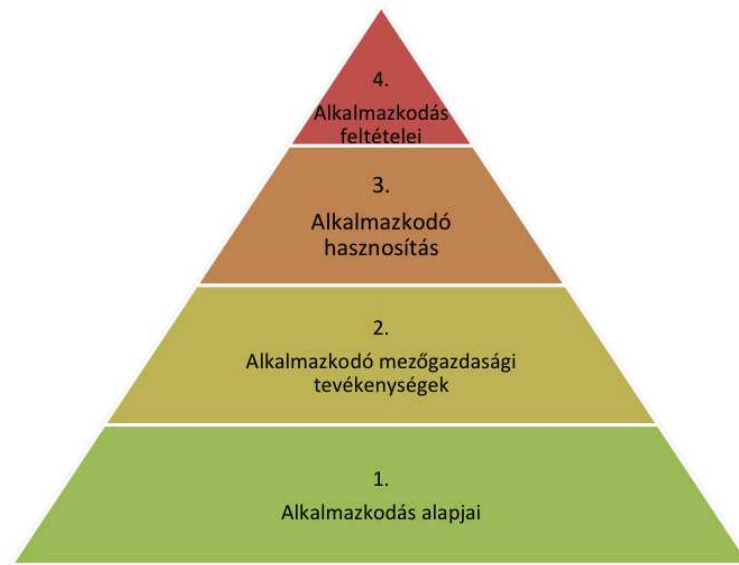 4.
Alkalmazkodás
feltételei
3.
Alkalmazkodó
hasznosítás
2.
Alkalmazkodó mezőgazdasági
tevékenységek
1.
Alkalmazkodás alapjai